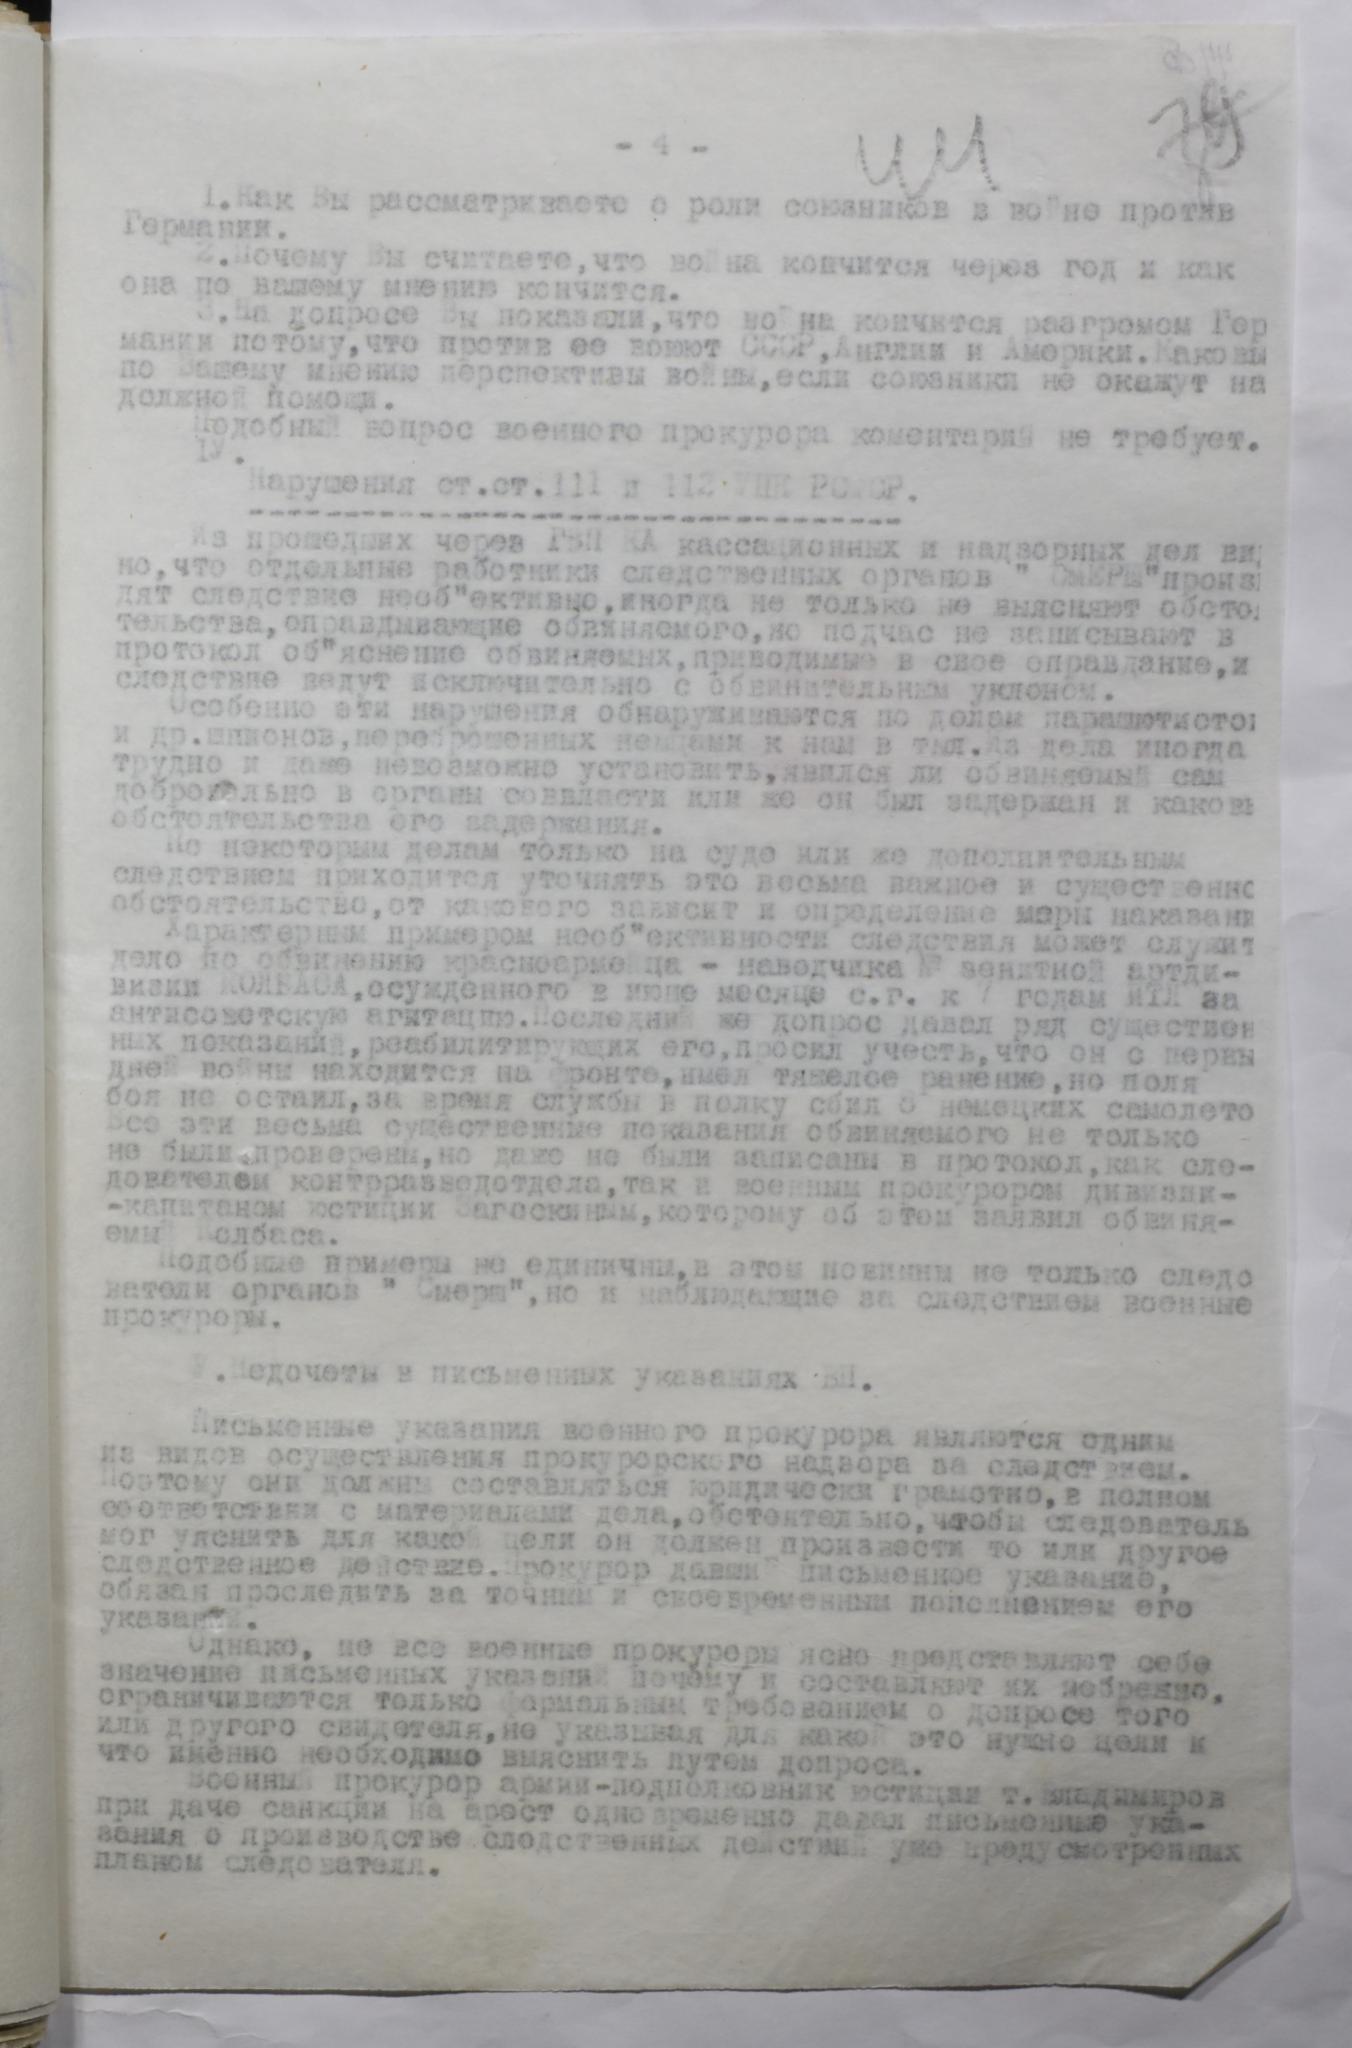 - 4 -
1.Как Вы рассматриваете о роли союзников в войне против
Германии.
2.Почему Вы считаете,что война кончится через год и как
она по вашему мнению кончится.
3.На допросе Вы показали,что война кончится разгромом Гер
мании потому,что против ее воюют СССР,Англии и Америки.Каковы
по Вашему мнению перспективы войны,если союзники не окажут на
должной помощи.
Подобный вопрос военного прокурора коментарий не требует.
IУ.
Нарушения ст.ст.111 и 112 УПК РСФСР.
Из прошедших через ГВП КА кассационных и надзорных дел вид
но,что отдельные работники следственных органов " СМЕРШ"произв
дят следствие необ"ективно,иногда не только не выясняют обстоя
тельства,оправдывающие обвиняемого,но подчас не записывают в
протокол об"яснение обвиняемых,приводимые в свое оправдание,и
следствие ведут исключительно с обвинительным уклоном.
Особенно эти нарушения обнаруживаются по делам парашютистов
и др.шпионов,переброшенных немцами к нам в тыл.Из дела иногда
трудно и даже невозможно установить,явился ли обвиняемый сам
добровольно в органы соввласти или же он был задержан и каковы
обстоятельства его задержания.
По некоторым делам только на суде или же дополнительным
следствием приходится уточнять это весьма важное и существенно
обстоятельство,от какового зависит и определение меры наказани
Характерным примером необ"ективности следствия может служит
дело по обвинению красноармейца - наводчика № зенитной артди-
визии КОЛБАСА,осужденного в июне месяце с.г. к 7 годам ИТЛ за
антисоветскую агитацию.Последний же допрос давал ряд существен
ных показаний,реабилитирующих его,просил учесть,что он с первы
дней войны находится на фронте,имел тяжелое ранение,но поля
боя не остаил,за время службы в полку сбил 8 немецких самолето
Все эти весьма существенные показания обвиняемого не только
не были проверены,но даже не были записаны в протокол,как сле-
дователем контрразведотдела,так и военным прокурором дивизии-
-капитаном юстиции Загоскиным,которому об этом заявил обвиня-
емый Колбаса.
Подобные примеры не единичны,в этом повинны не только следо
ватели органов " Смерш",но и наблюдающие за следствием военные
прокуроры.
У.Недочеты в письменных указаниях ВП.
Письменные указания военного прокурора являются одним
из видов осуществления прокурорского надзора за следствием.
Поэтому они должны составляться юридически грамотно,в полном
соответствии с материалами дела,обстоятельно,чтобы следователь
мог уяснить для какой цели он должен произвести то или другое
следственное действие.Прокурор давший письменное указание,
обязан проследить за точным и своевременным пополнением его
указаний.
Однако, не все военные прокуроры ясно представляют себе
значение письменных указаний почему и составляют их небрежно,
ограничиваются только формальным требованием о допросе того
или другого свидетеля,не указывая для какой это нужно цели и
что именно необходимо выяснить путем допроса.
Военный прокурор армии-подполковник юстиции т.Владимиров
при даче санкции на арест одновременно давал письменные ука-
зания о производстве следственных действий уже предусмотренных
планом следователя.